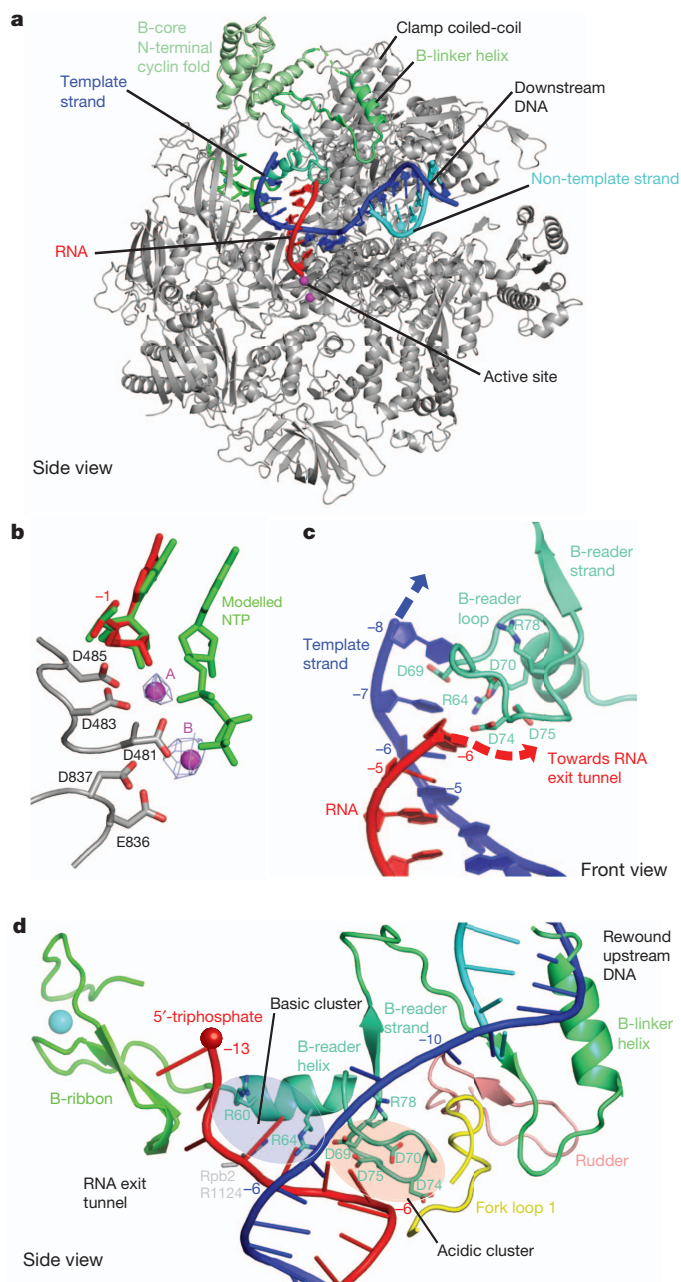 a
B-core
N-terminal
cyclin fold
Clamp coiled-coil
B-linker helix
Template
strand
Downstream
DNA
Non-template strand
RNA
Active site
Side view
b
–1
Modelled
NTP
D485
A
D483
B
D481
D837
E836
c
B-reader
strand
B-reader
loop
R78
–8
Template
strand
D69
D70
R64
–7
D74
D75
–6
–6
Towards RNA
exit tunnel
–5
–5
RNA
Front view
d
Rewound
upstream
DNA
5′-triphosphate
Basic cluster
B-reader
strand
–13
–10
B-linker
helix
B-reader
helix
B-ribbon
R60
R78
R64
D69
D70
Rudder
Rpb2
R1124
D75
D74
RNA exit
tunnel
–6
–6
Fork loop 1
Acidic cluster
Side view